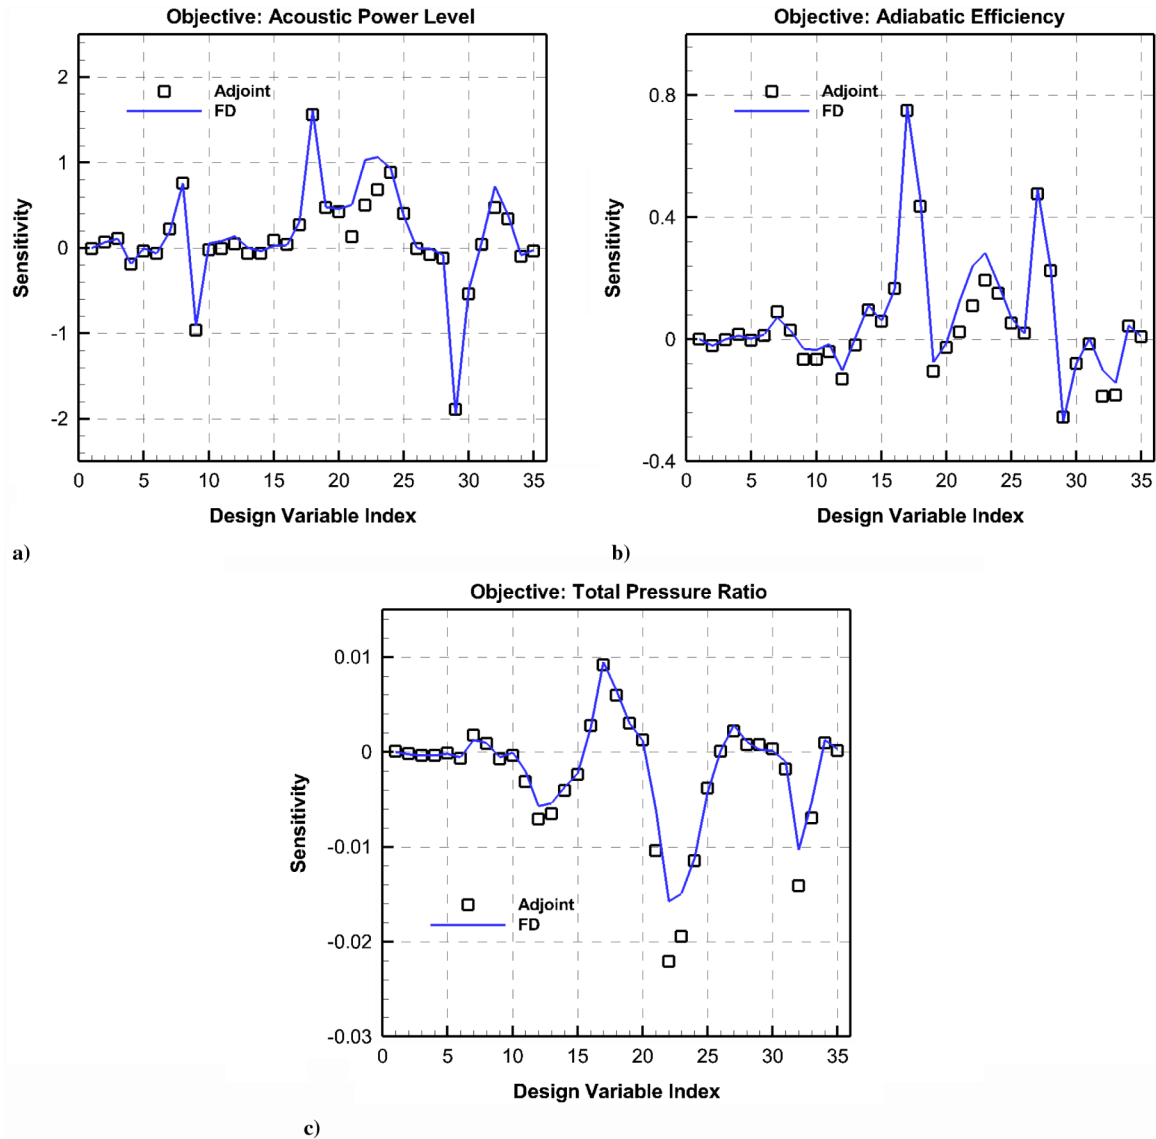 Objective: Acoustic Power Level
2
1
0
-1
-2
Sensitivity
Adjoint
FD
0 5 10 15 20 25 30 35
Design Variable Index
a)
Objective: Adiabatic Efficiency
0.8
0.4
0
-0.4
Sensitivity
Adjoint
FD
0 5 10 15 20 25 30 35
Design Variable Index
b)
Objective: Total Pressure Ratio
0.01
0
-0.01
-0.02
-0.03
Sensitivity
Adjoint
FD
0 5 10 15 20 25 30 35
Design Variable Index
c)